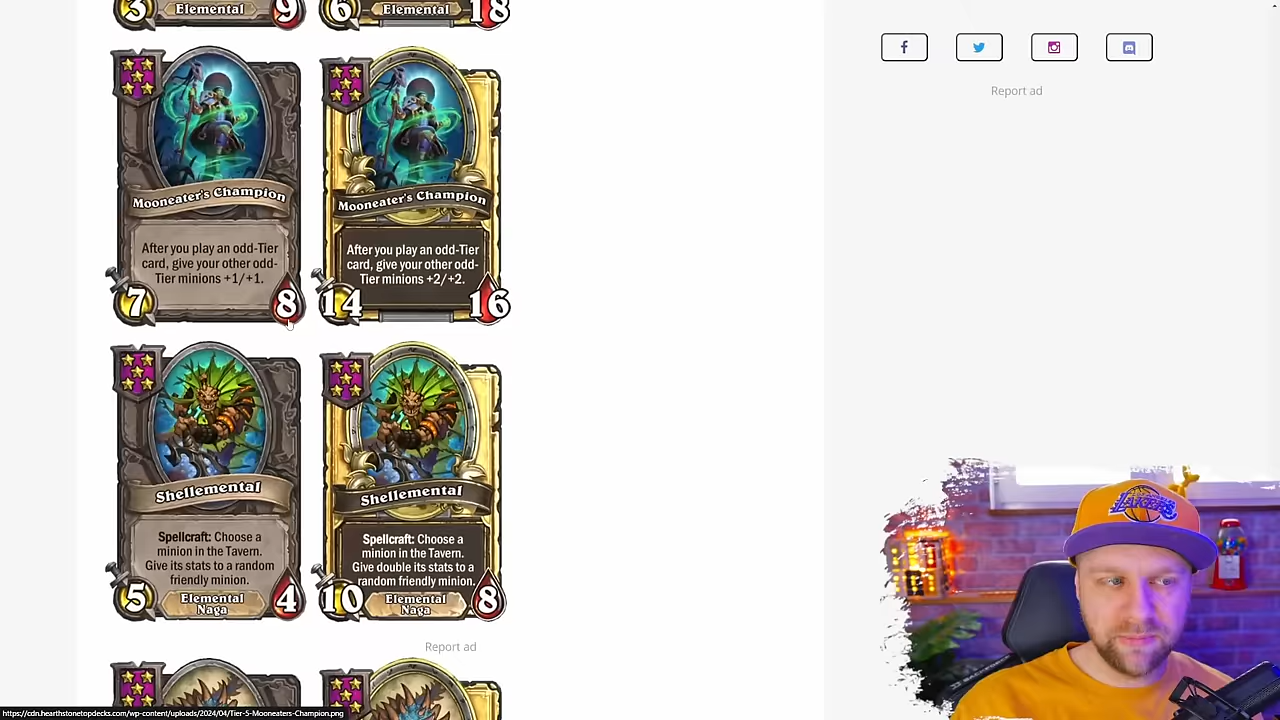 3
Elemental
9
6
Elemental
18
Mooneater's Champion
After you play an odd-Tier
card, give your other odd-
Tier minions +1/+1.
7
8
Mooneater's Champion
After you play an odd-Tier
card, give your other odd-
Tier minions +2/+2.
14
16
Shellemental
Spellcraft: Choose a
minion in the Tavern.
Give its stats to a random
friendly minion.
5
Elemental
Naga
4
Shellemental
Spellcraft: Choose a
minion in the Tavern.
Give double its stats to a
random friendly minion.
10
Elemental
Naga
8
Report ad
Report ad
LAKERS
https://cdn.hearthstonetopdecks.com/wp-content/uploads/2024/04/Tier-5-Mooneaters-Champion.png